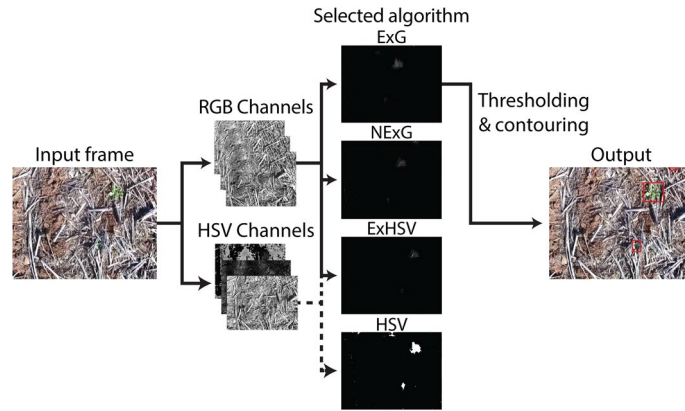 Selected algorithm
ExG
RGB Channels
Thresholding
& contouring
NExG
Input frame
Output
HSV Channels
ExHSV
HSV